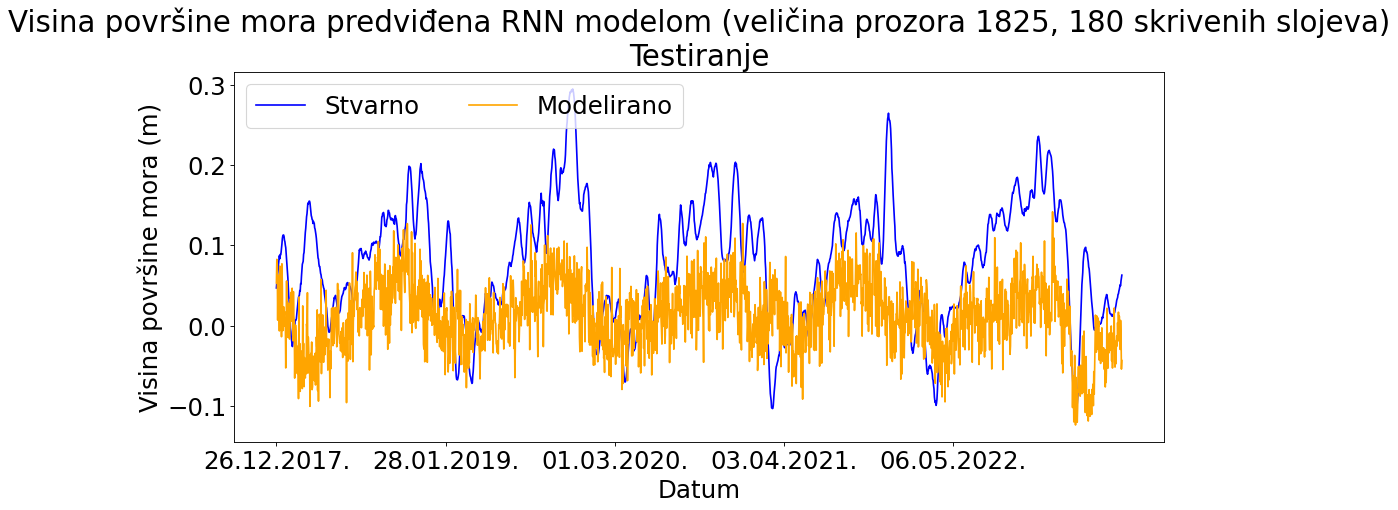 Visina površine mora predviđena RNN modelom (veličina prozora 1825, 180 skrivenih slojeva)
Testiranje
Stvarno
Modelirano
Visina površine mora (m)
0.3
0.2
0.1
0.0
−0.1
26.12.2017.
28.01.2019.
01.03.2020.
03.04.2021.
06.05.2022.
Datum